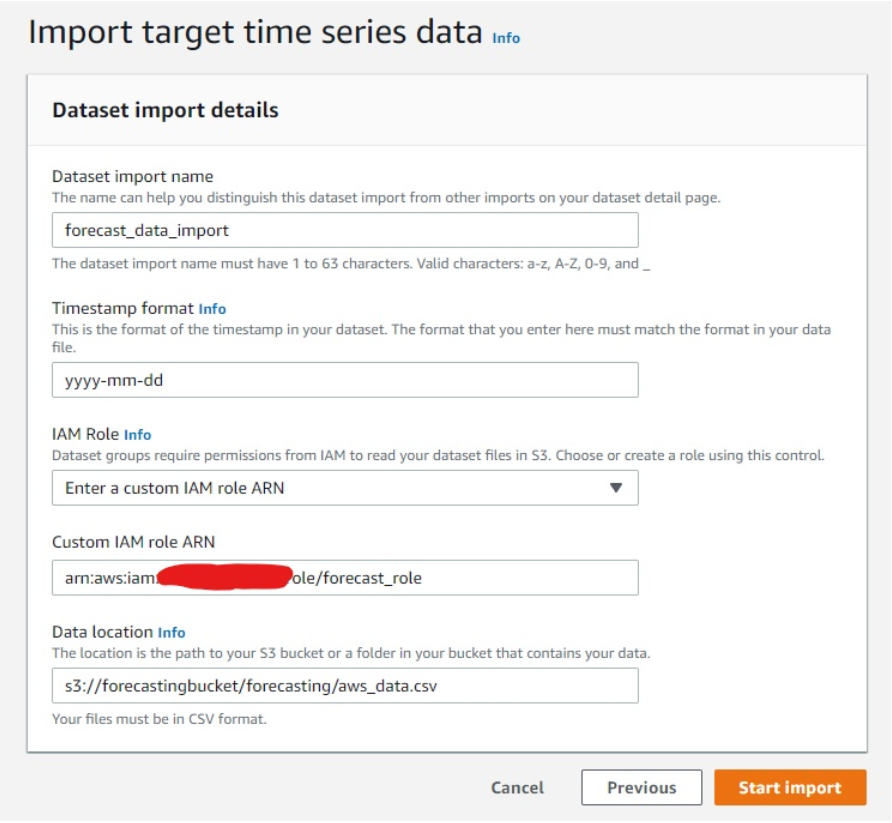 Import target time series data Info
Dataset import details
Dataset import name
The name can help you distinguish this dataset import from other imports on your dataset detail page.
forecast_data_import
The dataset import name must have 1 to 63 characters. Valid characters: a-z, A-Z, 0-9, and _
Timestamp format Info
This is the format of the timestamp in your dataset. The format that you enter here must match the format in your data
file.
yyyy-mm-dd
IAM Role Info
Dataset groups require permissions from IAM to read your dataset files in S3. Choose or create a role using this control.
Enter a custom IAM role ARN
Custom IAM role ARN
arn:aws:iam: ole/forecast_role
Data location Info
The location is the path to your S3 bucket or a folder in your bucket that contains your data.
s3://forecastingbucket/forecasting/aws_data.csv
Your files must be in CSV format.
Cancel Previous Start import